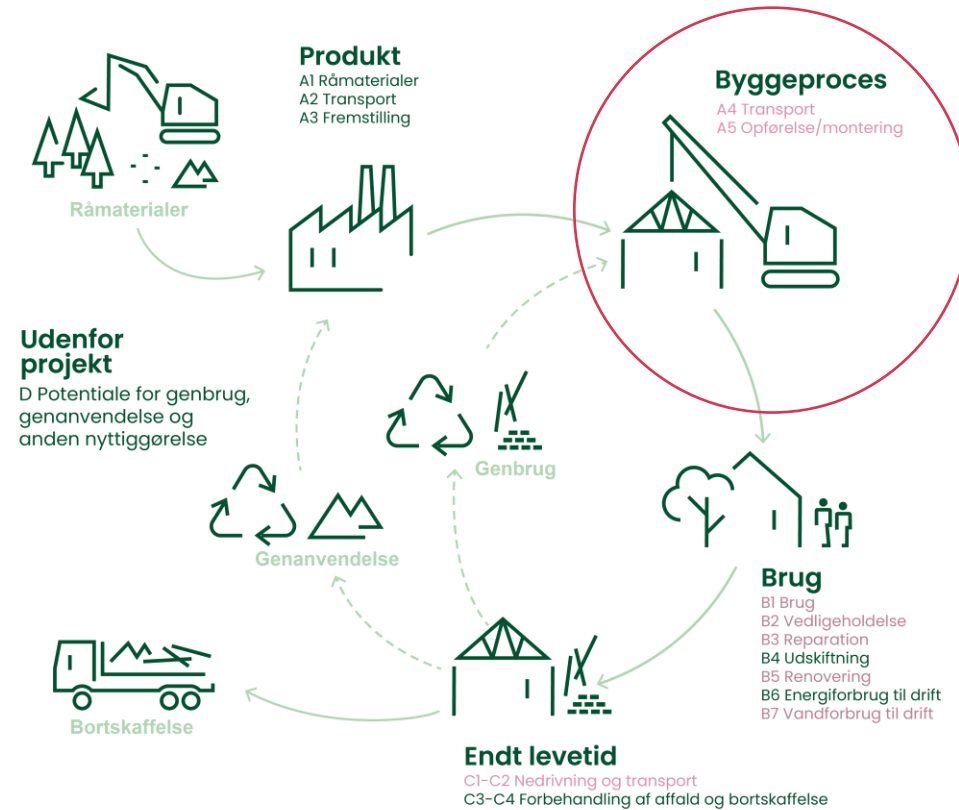 Produkt
A1 Råmaterialer
A2 Transport
A3 Fremstilling
Byggeproces
A4 Transport
A5 Opførelse/montering
Råmaterialer
Udenfor
projekt
D Potentiale for genbrug,
genanvendelse og
anden nyttiggørelse
Genbrug
Genanvendelse
Brug
B1 Brug
B2 Vedligeholdelse
B3 Reparation
B4 Udskiftning
B5 Renovering
B6 Energiforbrug til drift
B7 Vandforbrug til drift
Bortskaffelse
Endt levetid
C1-C2 Nedrivning og transport
C3-C4 Forbehandling af affald og bortskaffelse